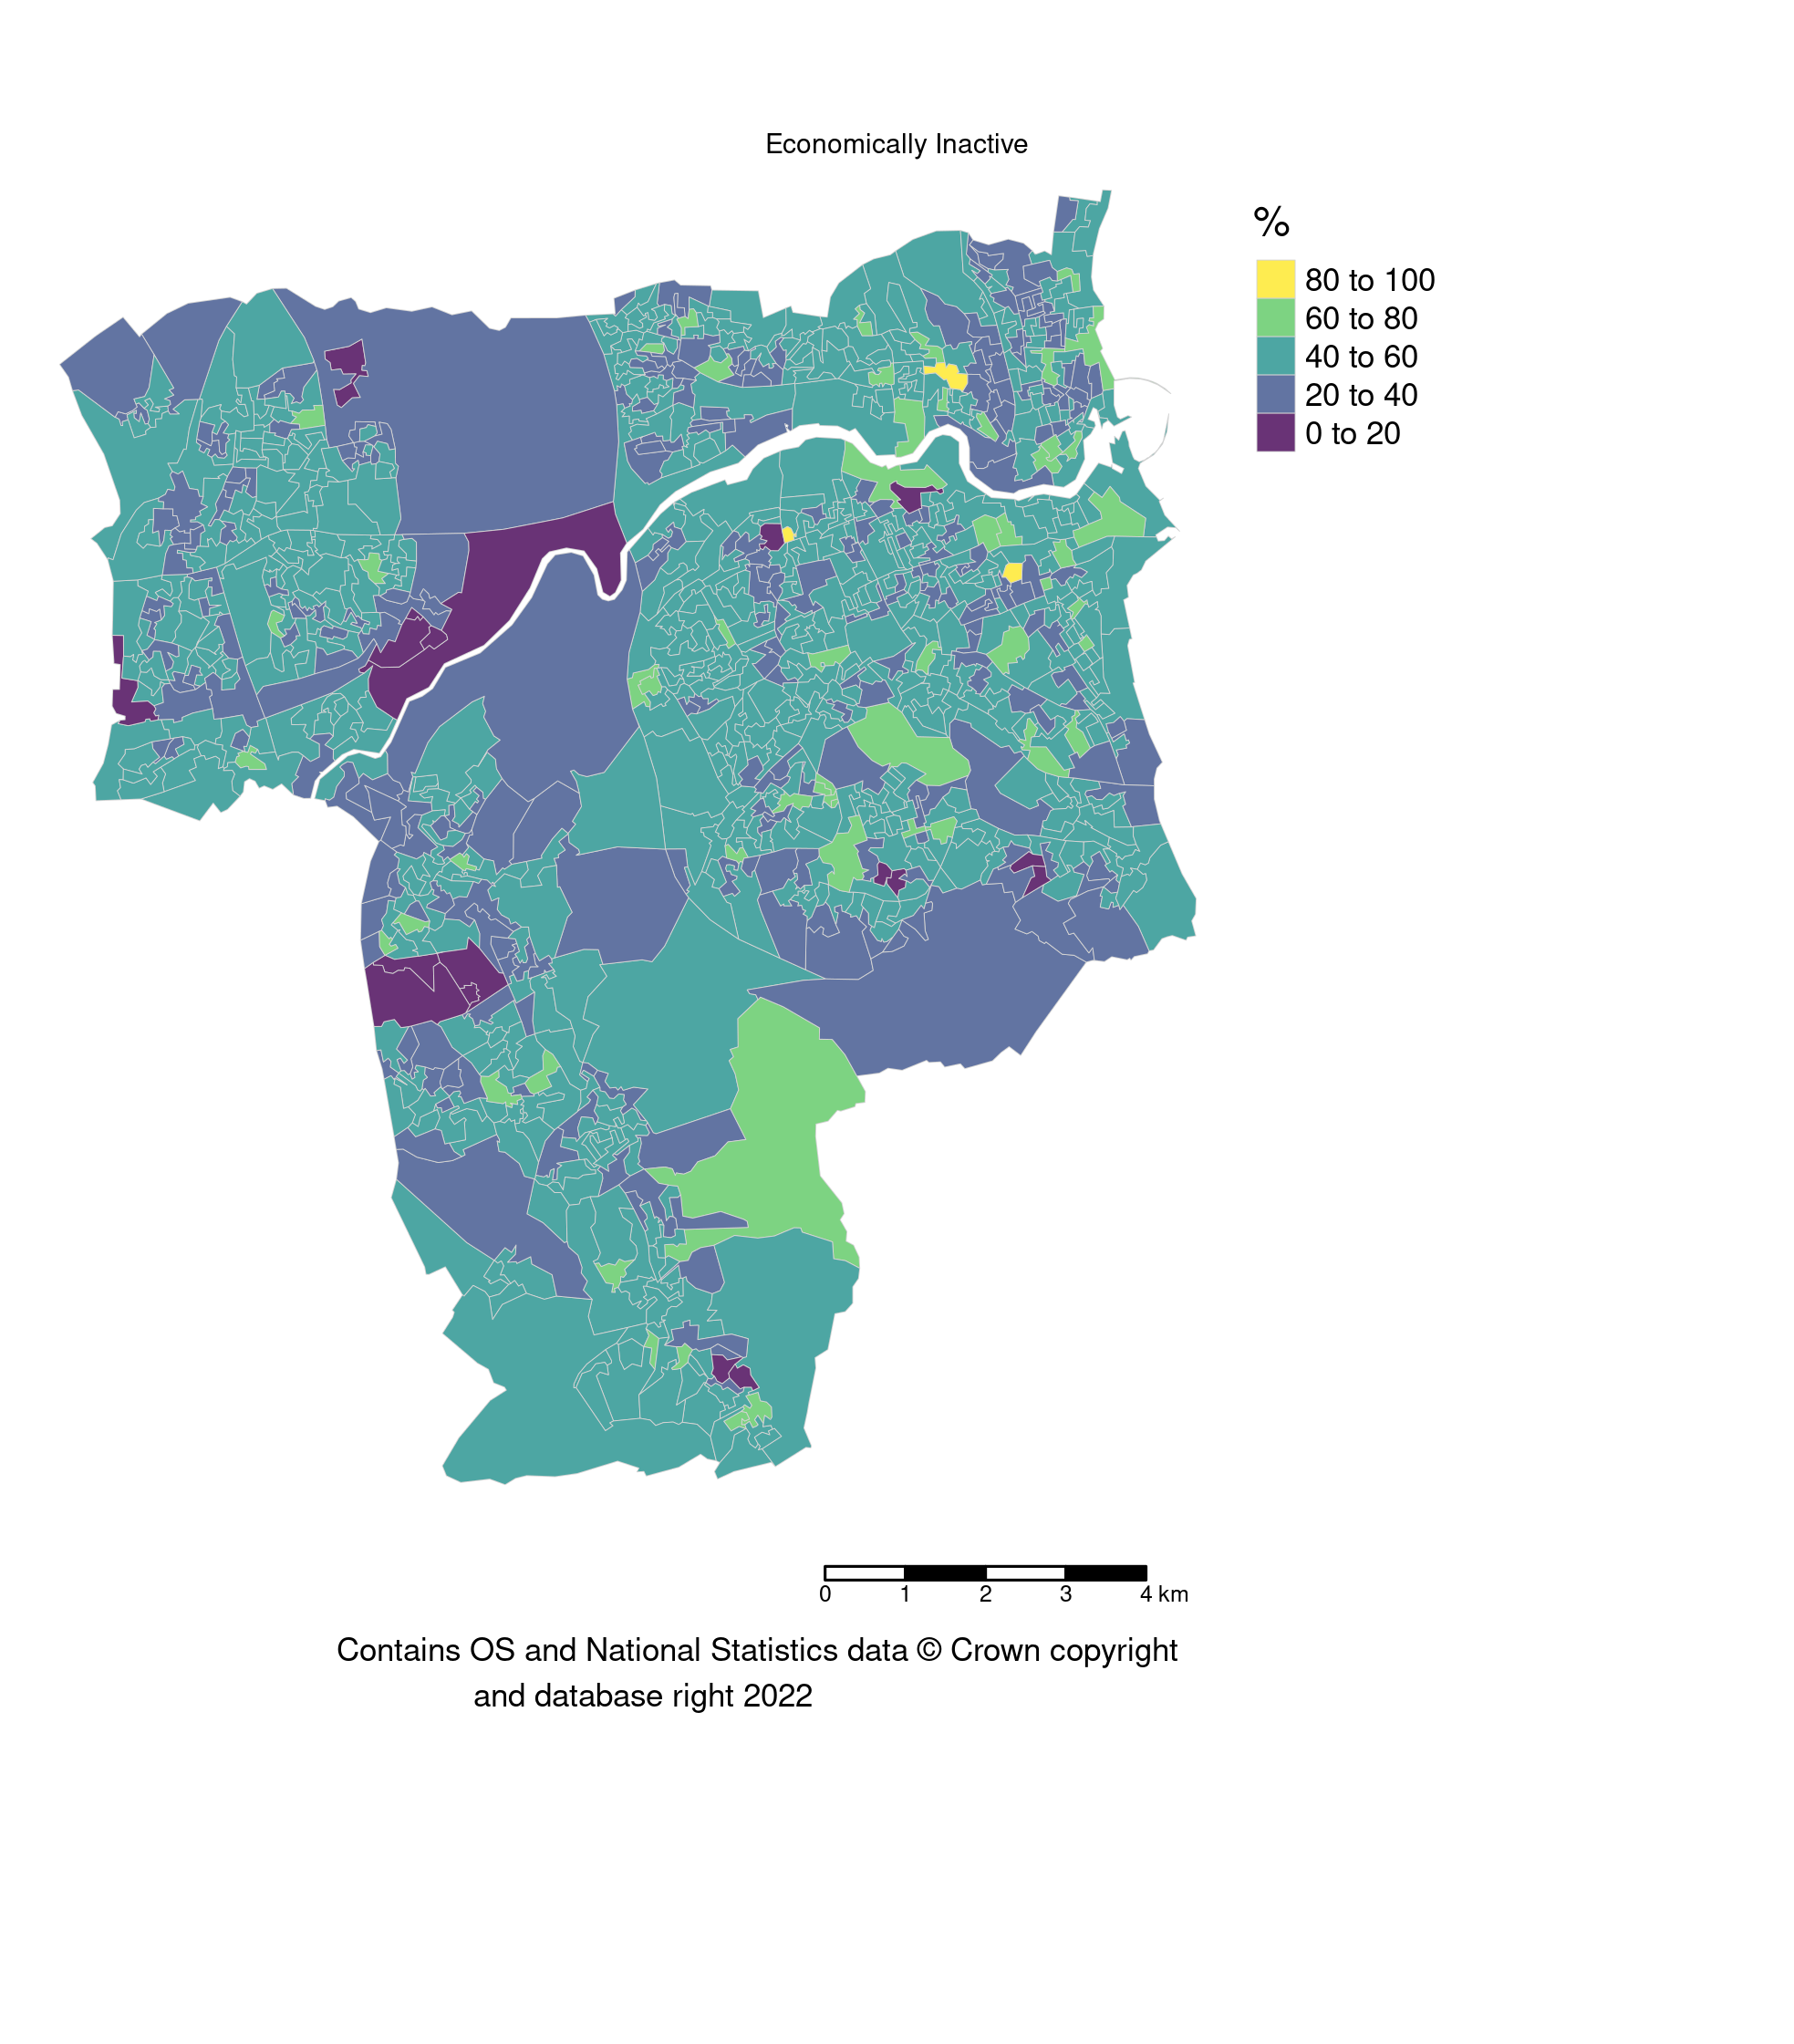 Economically Inactive
%
80 to 100
60 to 80
40 to 60
20 to 40
0 to 20
0 1 2 3 4 km
Contains OS and National Statistics data © Crown copyright
and database right 2022